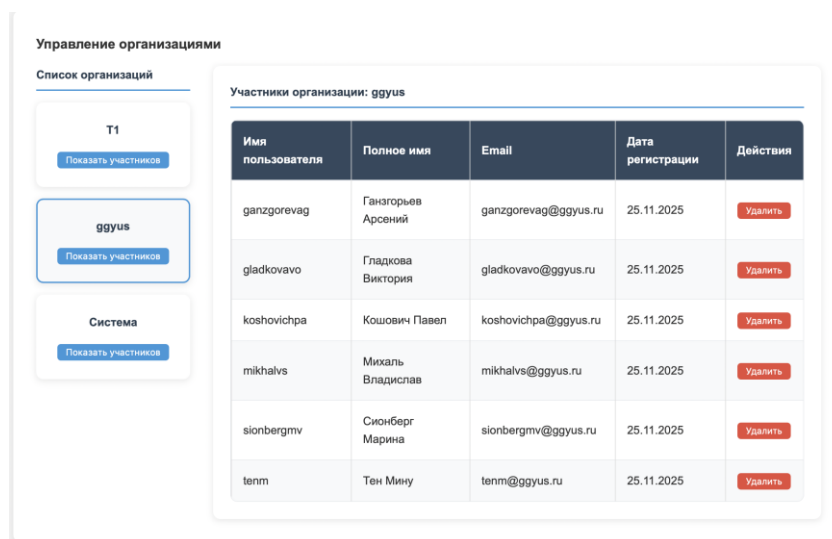 Управление организациями
Список организаций
T1
Показать участников
ggyus
Показать участников
Система
Показать участников
Участники организации: ggyus
Имя пользователя Полное имя Email Дата регистрации Действия
ganzgorevag Ганзгорьев Арсений ganzgorevag@ggyus.ru 25.11.2025 Удалить
gladkovavo Гладкова Виктория gladkovavo@ggyus.ru 25.11.2025 Удалить
koshovichpa Кошович Павел koshovichpa@ggyus.ru 25.11.2025 Удалить
mikhalvs Михаль Владислав mikhalvs@ggyus.ru 25.11.2025 Удалить
sionbergmv Сионберг Марина sionbergmv@ggyus.ru 25.11.2025 Удалить
tenm Тен Мину tenm@ggyus.ru 25.11.2025 Удалить